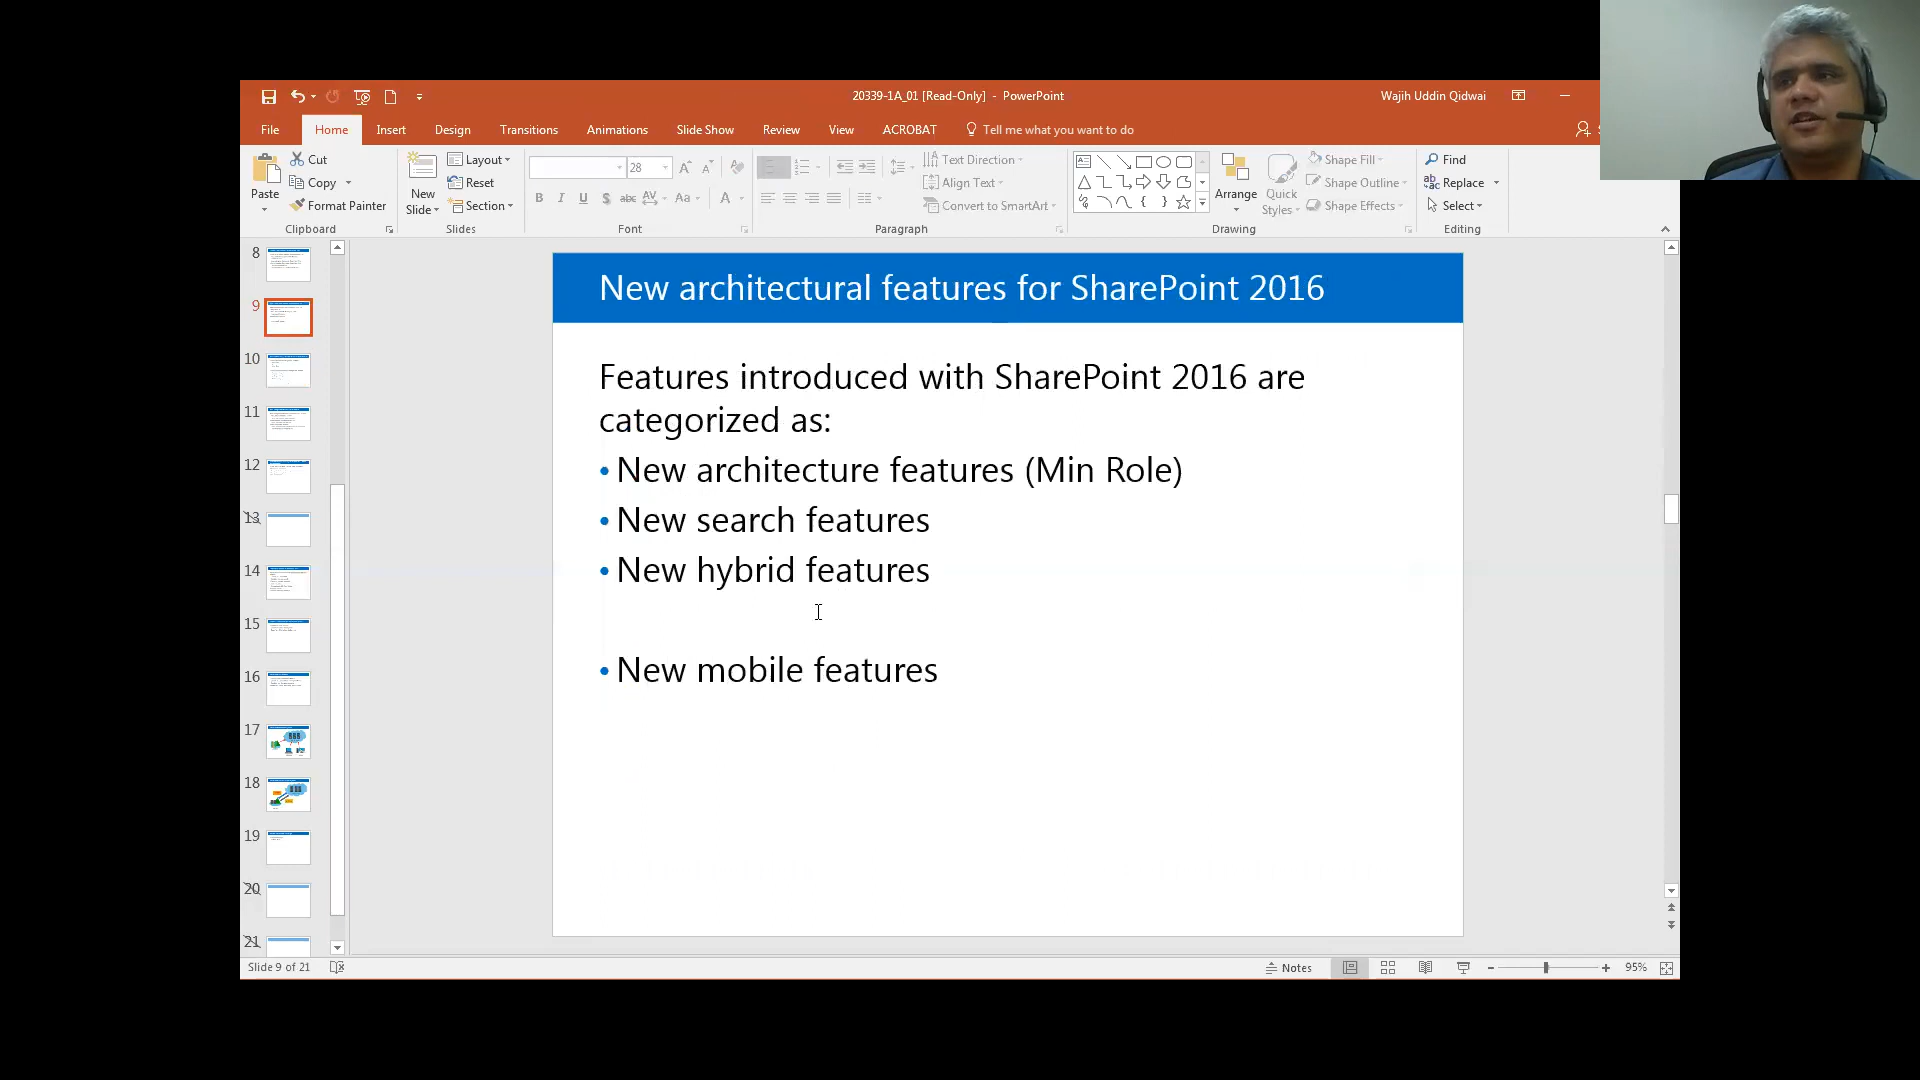 20339-1A_01 [Read-Only] - PowerPoint
Wajih Uddin Qidwai
File Home Insert Design Transitions Animations Slide Show Review View ACROBAT Tell me what you want to do
Cut
Copy
Format Painter
Paste
Clipboard
New
Slide
Layout
Reset
Section
Slides
28
B I U S abc AV Aa A
Font
Text Direction
Align Text
Convert to SmartArt
Paragraph
Arrange
Quick
Styles
Shape Fill
Shape Outline
Shape Effects
Drawing
Find
Replace
Select
Editing
8
9
10
11
12
13
14
15
16
17
18
19
20
21
New architectural features for SharePoint 2016
Features introduced with SharePoint 2016 are
categorized as:
• New architecture features (Min Role)
• New search features
• New hybrid features
• New mobile features
Slide 9 of 21
Notes
95%